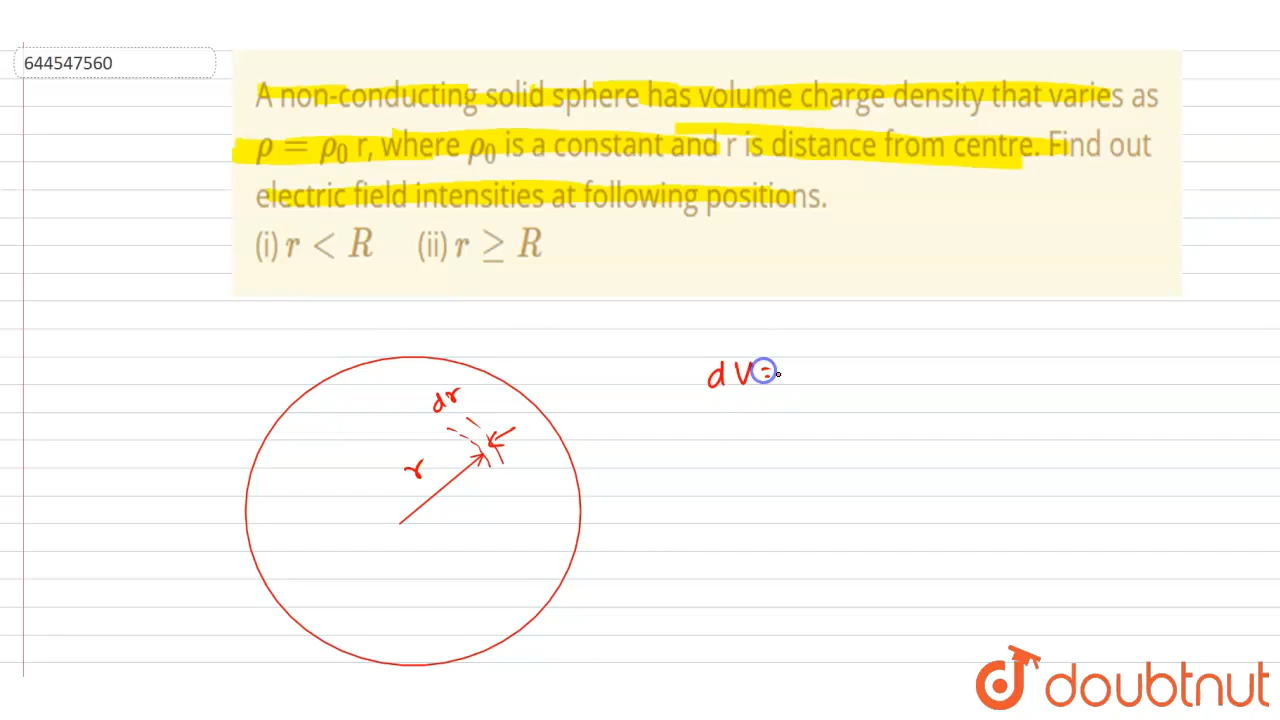 644547560
A non-conducting solid sphere has volume charge density that varies as
ρ = ρ₀ r, where ρ₀ is a constant and r is distance from centre. Find out
electric field intensities at following positions.
(i) r < R (ii) r ≥ R
dV =
dr
r
doubtnut